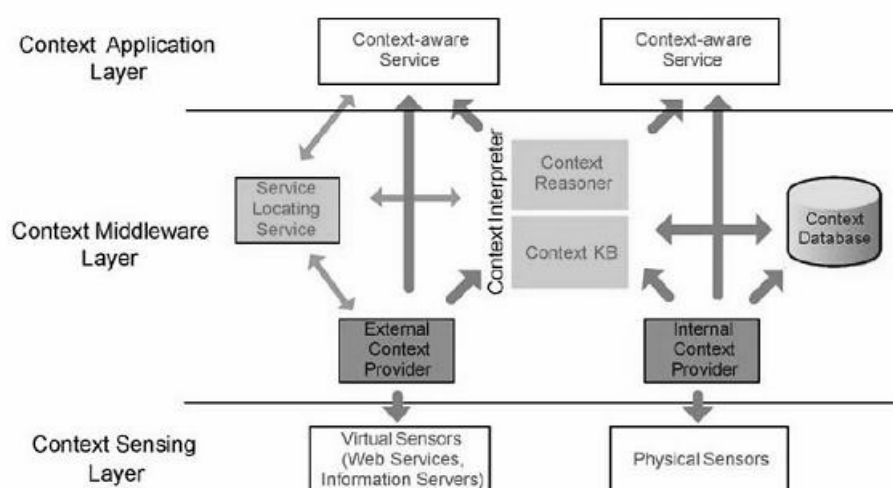 Context Application
Layer
Context-aware
Service
Context-aware
Service
Context Middleware
Layer
Service
Locating
Service
Context Interpreter
Context
Reasoner
Context KB
Context
Database
External
Context
Provider
Internal
Context
Provider
Context Sensing
Layer
Virtual Sensors
(Web Services,
Information Servers)
Physical Sensors